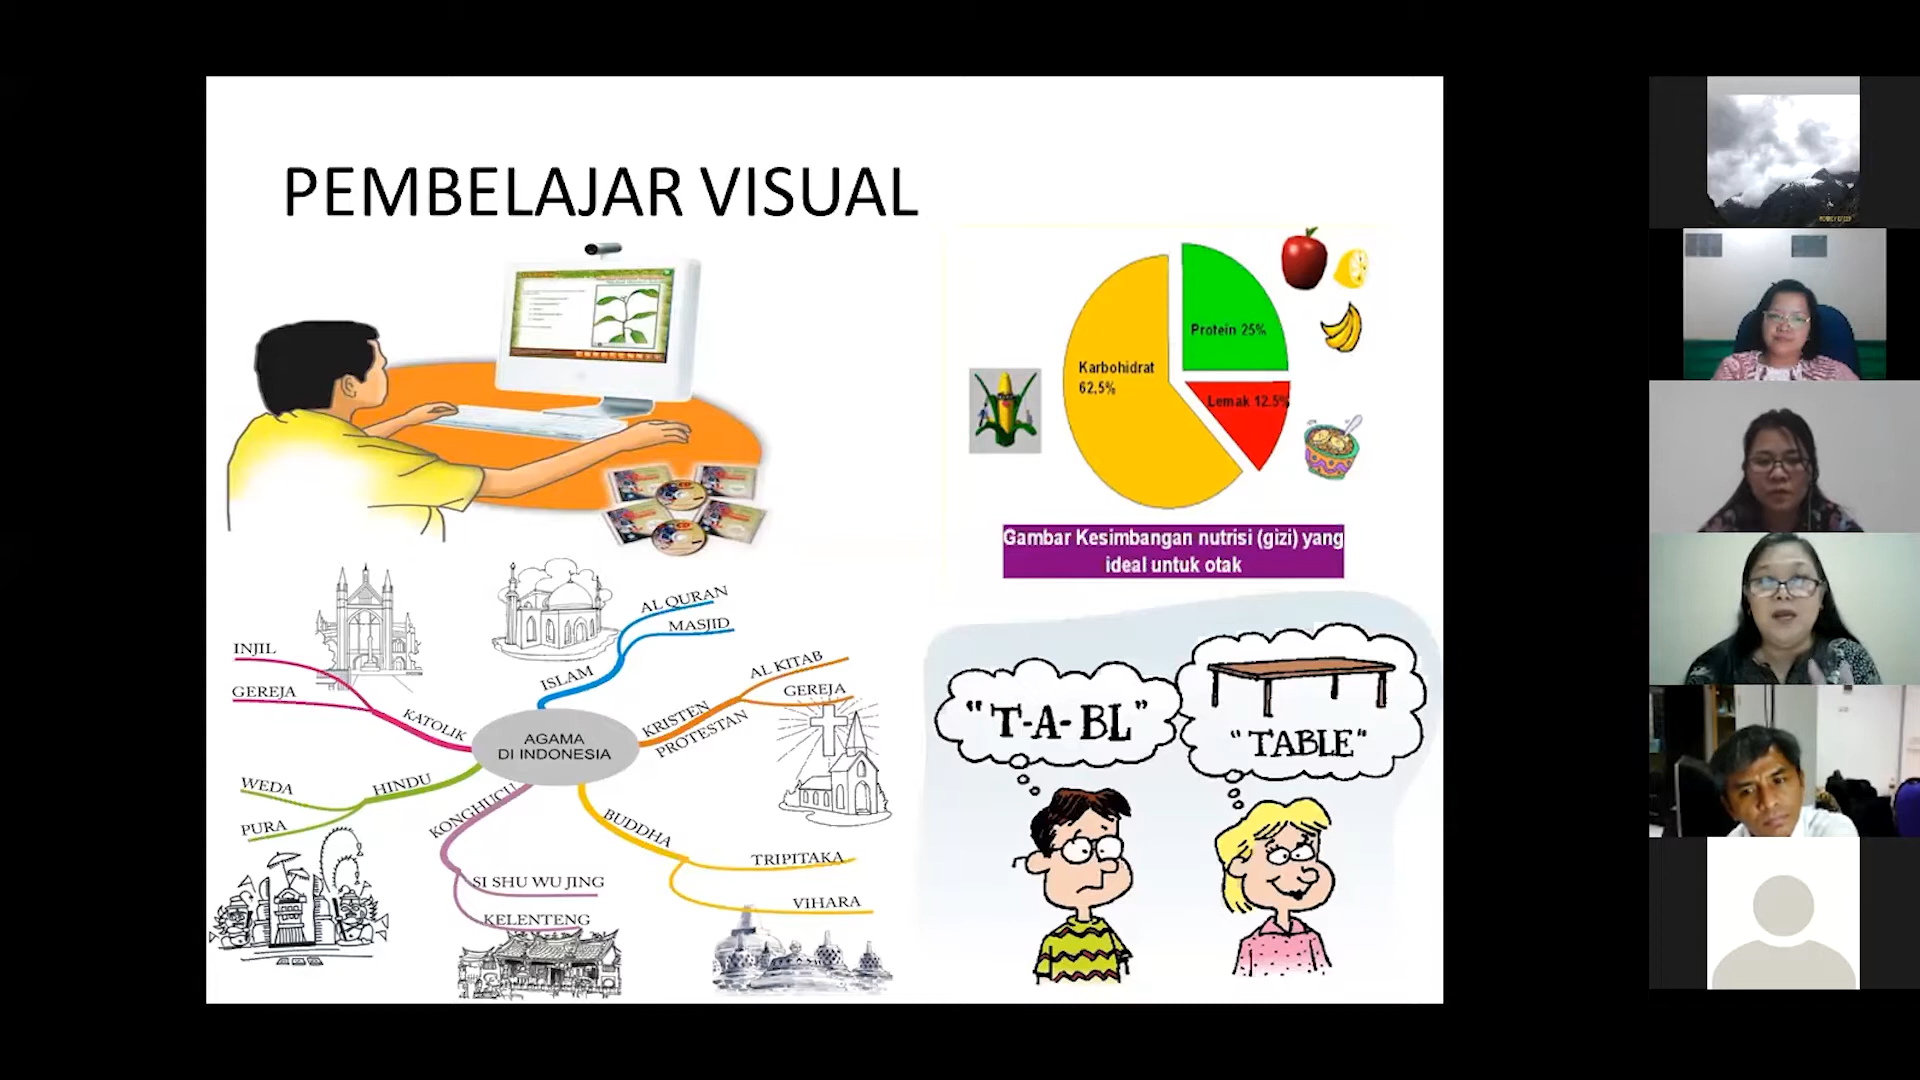 PEMBELAJAR VISUAL
Protein 25%
Karbohidrat
62,5%
Lemak 12.5%
Gambar Kesimbangan nutrisi (gizi) yang
ideal untuk otak
AGAMA
DI INDONESIA
ISLAM
AL QURAN
MASJID
KRISTEN
PROTESTAN
AL KITAB
GEREJA
BUDDHA
TRIPITAKA
VIHARA
KONGHUCU
SI SHU WU JING
KELENTENG
HINDU
WEDA
PURA
KATOLIK
INJIL
GEREJA
"T-A-BL"
"TABLE"